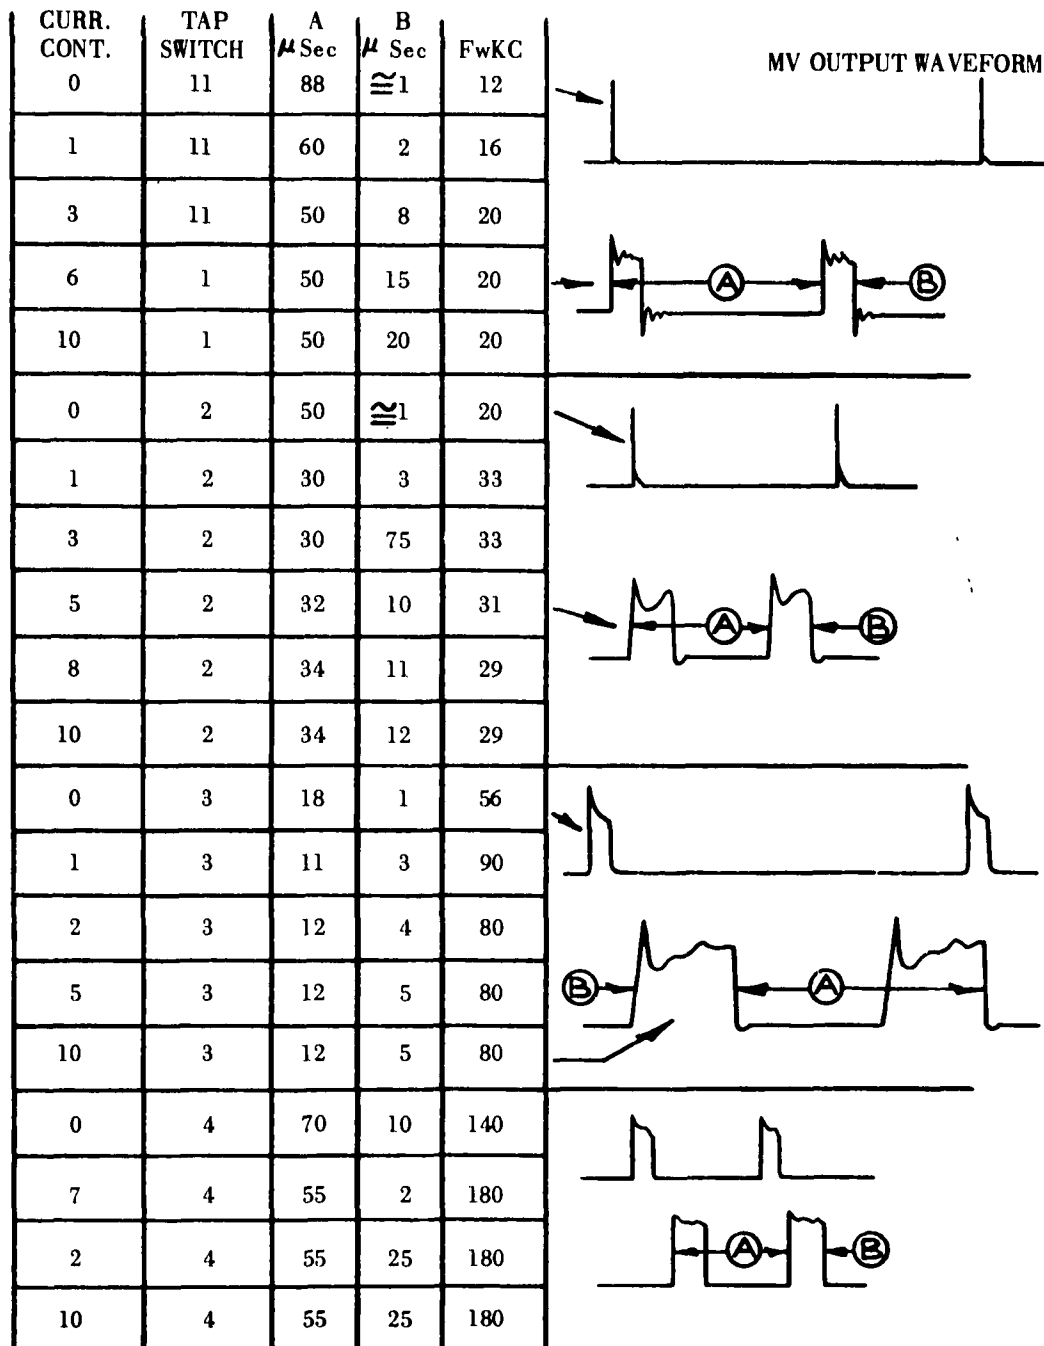 CURR. CONT. TAP SWITCH A μ Sec B μ Sec FwKC
MV OUTPUT WAVEFORM
0 11 88 ≅1 12
1 11 60 2 16
3 11 50 8 20
6 1 50 15 20
A B
10 1 50 20 20
0 2 50 ≅1 20
1 2 30 3 33
3 2 30 75 33
5 2 32 10 31
A B
8 2 34 11 29
10 2 34 12 29
0 3 18 1 56
1 3 11 3 90
2 3 12 4 80
5 3 12 5 80
B A
10 3 12 5 80
0 4 70 10 140
7 4 55 2 180
2 4 55 25 180
A B
10 4 55 25 180